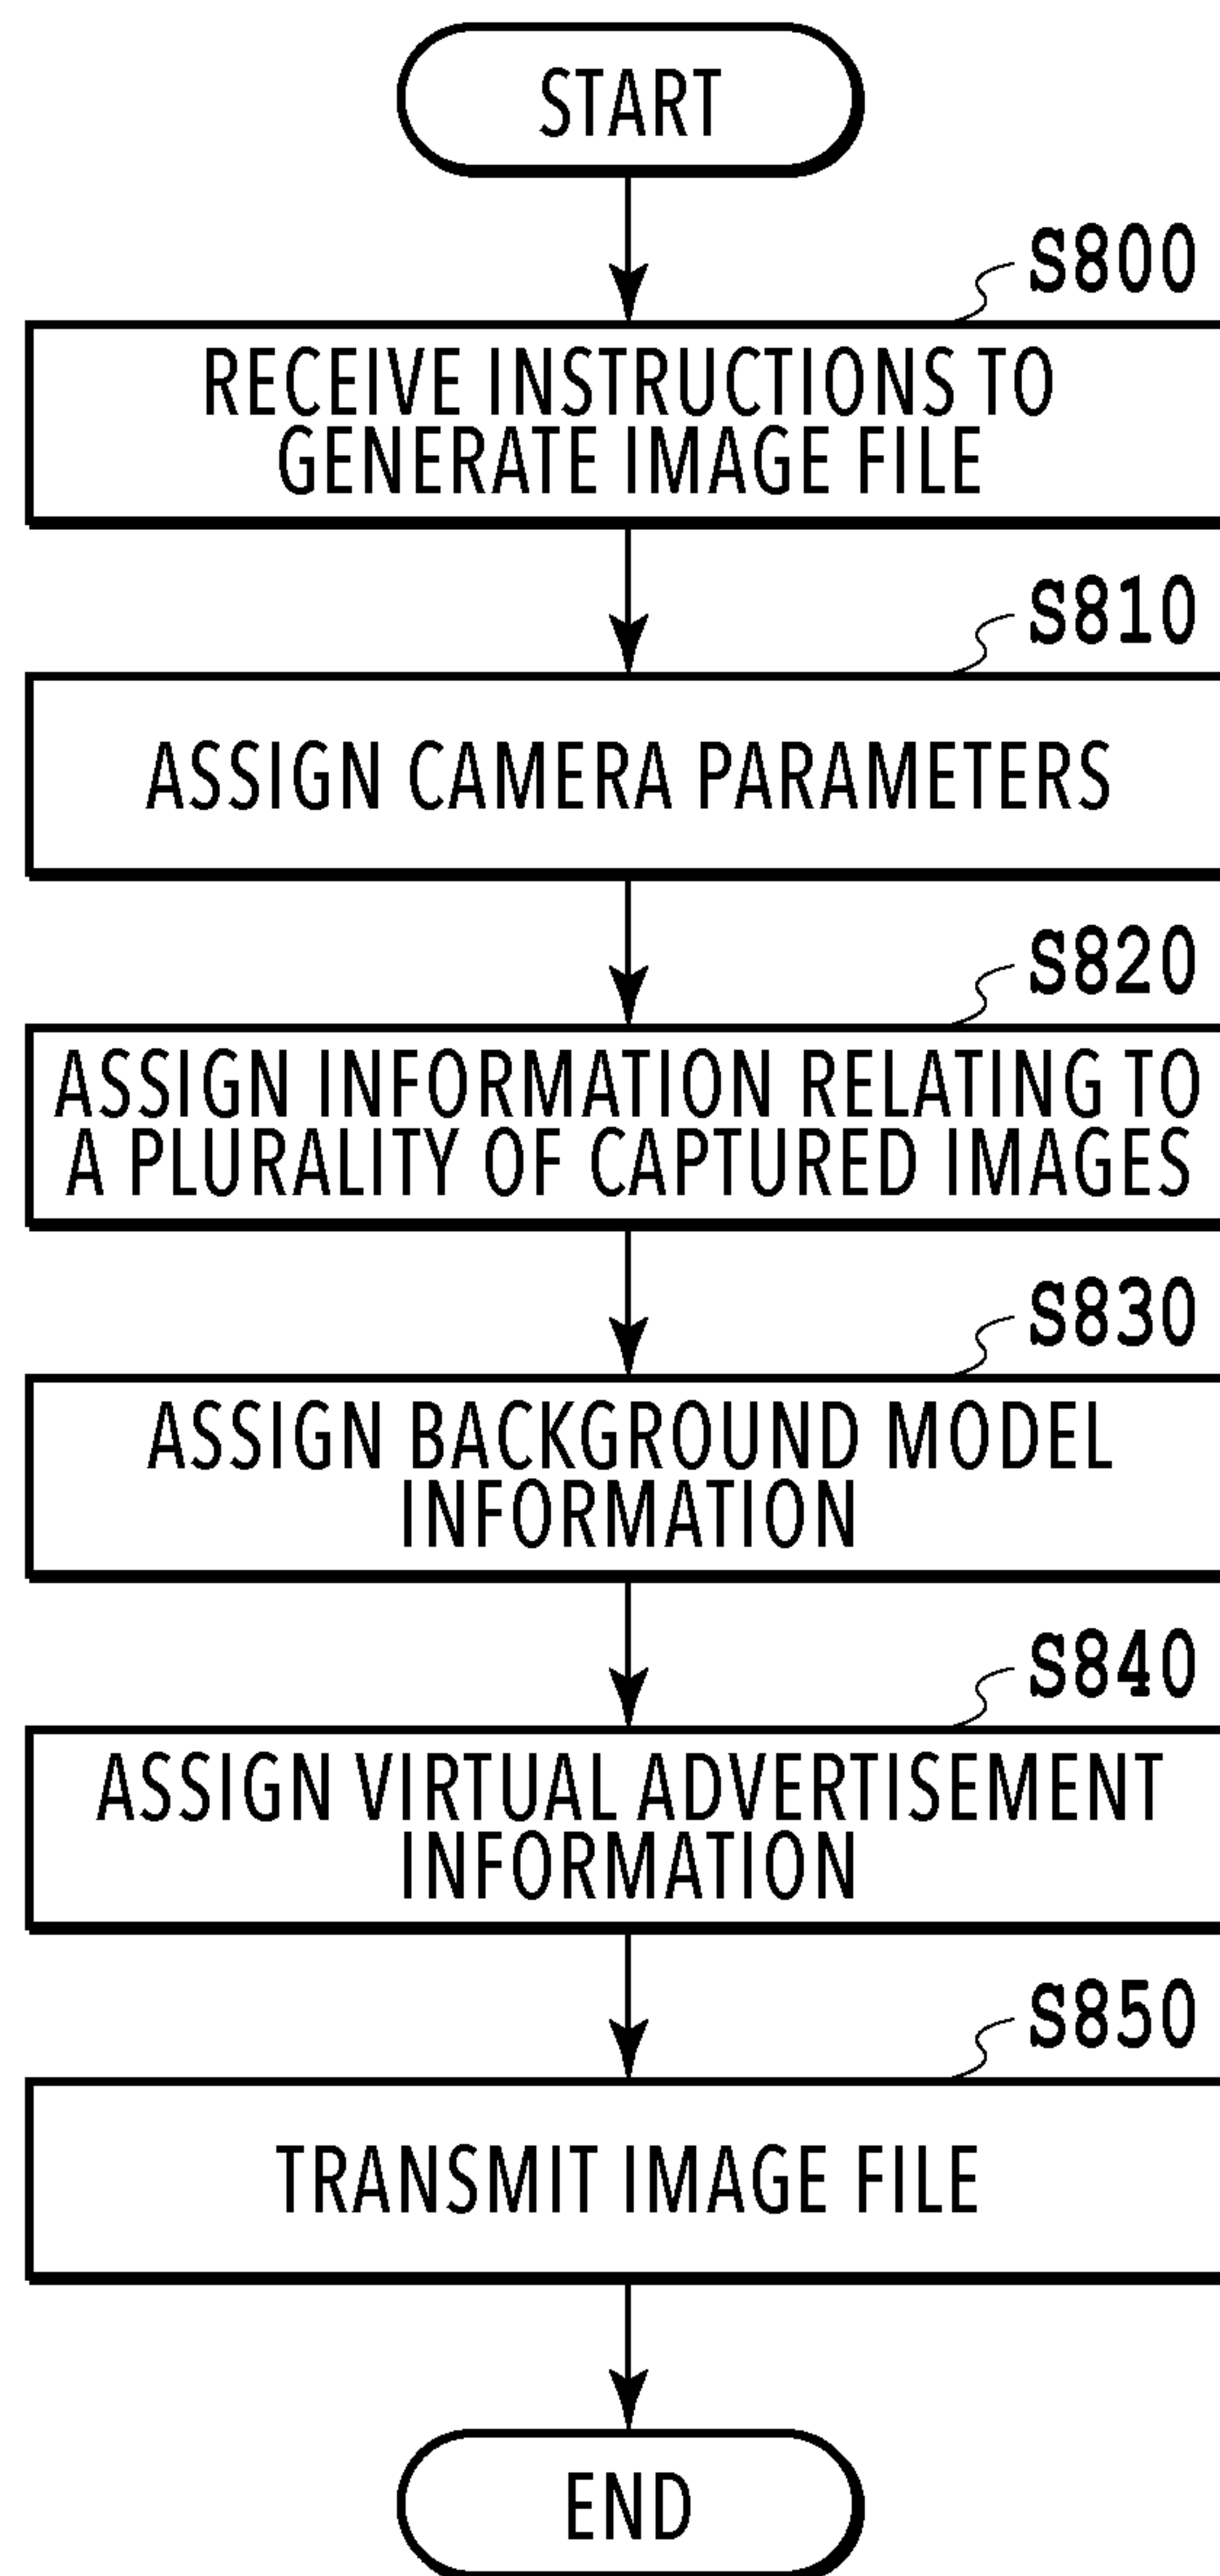 START
S800
RECEIVE INSTRUCTIONS TO
GENERATE IMAGE FILE
S810
ASSIGN CAMERA PARAMETERS
S820
ASSIGN INFORMATION RELATING TO
A PLURALITY OF CAPTURED IMAGES
S830
ASSIGN BACKGROUND MODEL
INFORMATION
S840
ASSIGN VIRTUAL ADVERTISEMENT
INFORMATION
S850
TRANSMIT IMAGE FILE
END